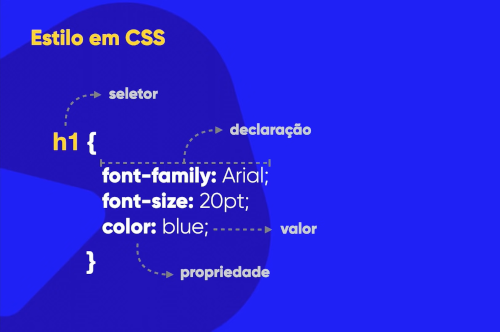 Estilo em CSS
seletor
h1 {
declaração
font-family: Arial;
font-size: 20pt;
color: blue;
valor
}
propriedade